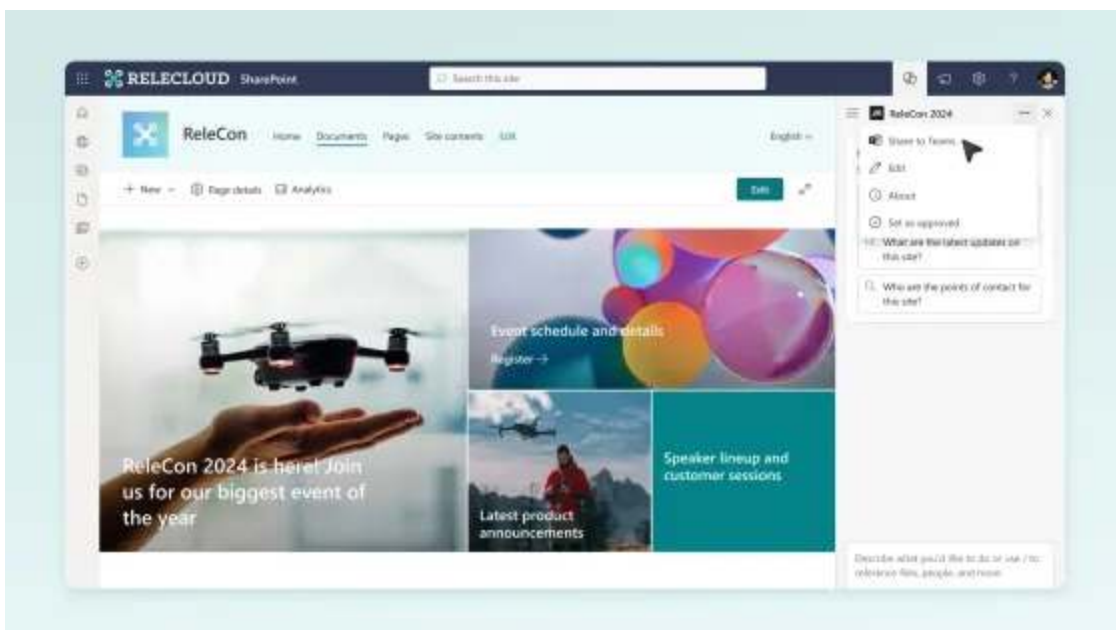 RELECLOUD SharePoint
Search this site
?
ReleCon
Home Documents Pages Site contents Edit
English
+ New
Page details
Analytics
Edit
ReleCon 2024 is here! Join
us for our biggest event of
the year
Event schedule and details
Register →
Latest product
announcements
Speaker lineup and
customer sessions
ReleCon 2024
Share to Teams
Edit
About
Set as approved
What are the latest updates on
this site?
Who are the points of contact for
this site?
Describe what you'd like to do or use / to
reference files, people, and more